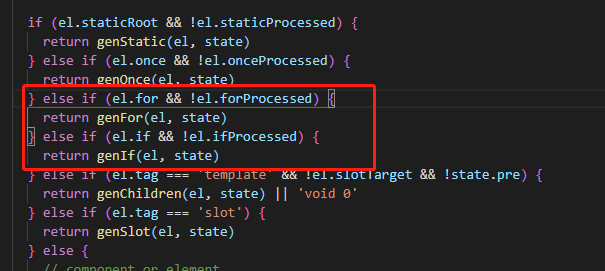 if (el.staticRoot && !el.staticProcessed) {
return genStatic(el, state)
} else if (el.once && !el.onceProcessed) {
return genOnce(el, state)
} else if (el.for && !el.forProcessed) {
return genFor(el, state)
} else if (el.if && !el.ifProcessed) {
return genIf(el, state)
} else if (el.tag === 'template' && !el.slotTarget && !state.pre) {
return genChildren(el, state) || 'void 0'
} else if (el.tag === 'slot') {
return genSlot(el, state)
} else {
// component or element